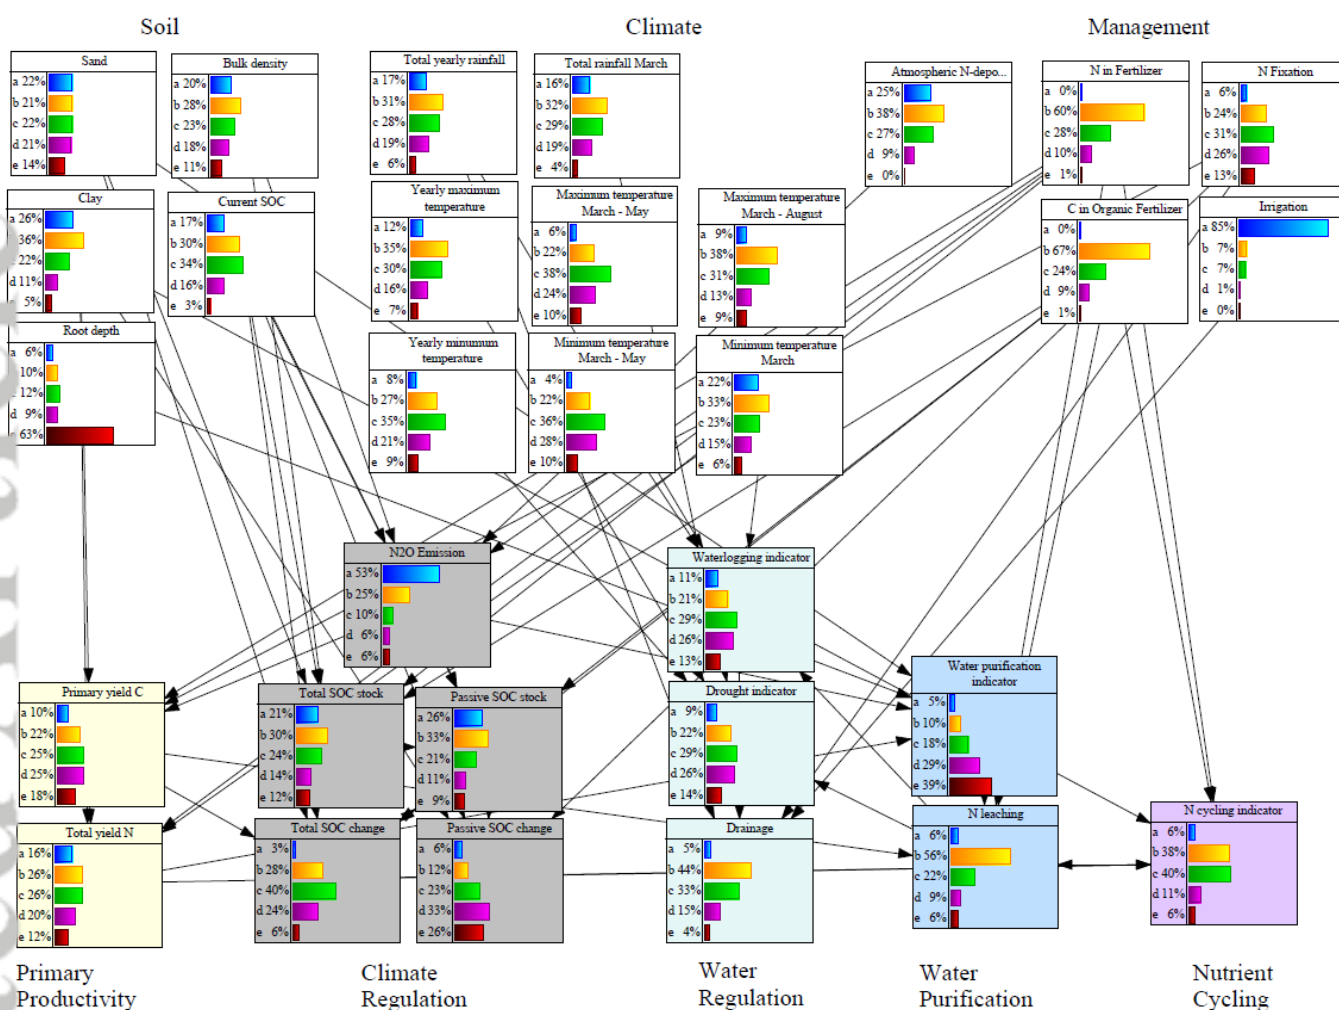 Soil
Climate
Management
Sand
a 22%
b 21%
c 22%
d 21%
e 14%
Bulk density
a 20%
b 28%
c 23%
d 18%
e 11%
Total yearly rainfall
a 17%
b 31%
c 28%
d 19%
e 6%
Total rainfall March
a 16%
b 32%
c 29%
d 19%
e 4%
Atmospheric N-depo...
a 25%
b 38%
c 27%
d 9%
e 0%
N in Fertilizer
a 0%
b 60%
c 28%
d 10%
e 1%
N Fixation
a 6%
b 24%
c 31%
d 26%
e 13%
Clay
a 26%
36%
22%
d 11%
5%
Current SOC
a 17%
b 30%
c 34%
d 16%
e 3%
Yearly maximum
temperature
a 12%
b 35%
c 30%
d 16%
e 7%
Maximum temperature
March - May
a 6%
b 22%
c 38%
d 24%
e 10%
Maximum temperature
March - August
a 9%
b 38%
c 31%
d 13%
e 9%
C in Organic Fertilizer
a 0%
b 67%
c 24%
d 9%
e 1%
Irrigation
a 85%
b 7%
c 7%
d 1%
e 0%
Root depth
a 6%
10%
12%
d 9%
63%
Yearly minumum
temperature
a 8%
b 27%
c 35%
d 21%
e 9%
Minimum temperature
March - May
a 4%
b 22%
c 36%
d 28%
e 10%
Minimum temperature
March
a 22%
b 33%
c 23%
d 15%
e 6%
N2O Emission
a 53%
b 25%
c 10%
d 6%
e 6%
Waterlogging indicator
a 11%
b 21%
c 29%
d 26%
e 13%
Primary yield C
a 10%
b 22%
c 25%
d 25%
e 18%
Total SOC stock
a 21%
b 30%
c 24%
d 14%
e 12%
Passive SOC stock
a 26%
b 33%
c 21%
d 11%
e 9%
Drought indicator
a 9%
b 22%
c 29%
d 26%
e 14%
Water purification
indicator
a 5%
b 10%
c 18%
d 29%
e 39%
Total yield N
a 16%
b 26%
c 26%
d 20%
e 12%
Total SOC change
a 3%
b 28%
c 40%
d 24%
e 6%
Passive SOC change
a 6%
b 12%
c 23%
d 33%
e 26%
Drainage
a 5%
b 44%
c 33%
d 15%
e 4%
N leaching
a 6%
b 56%
c 22%
d 9%
e 6%
N cycling indicator
a 6%
b 38%
c 40%
d 11%
e 6%
Primary
Productivity
Climate
Regulation
Water
Regulation
Water
Purification
Nutrient
Cycling